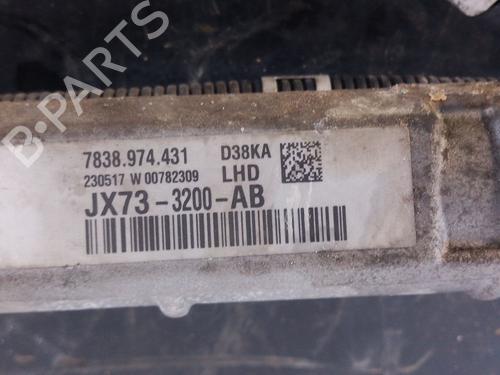 B-Parts
7838.974.431 D38KA
230517 W 00782309 LHD
JX73-3200-AB